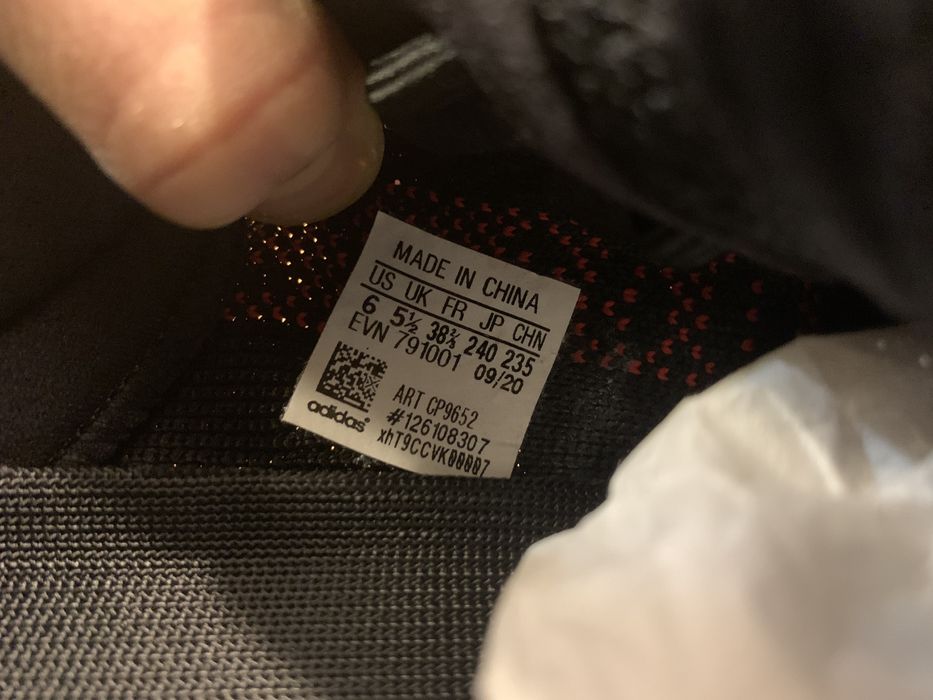 MADE IN CHINA
US UK FR JP CHN
6 5½ 38⅔ 240 235
EVN 791001 09/20
ART CP9652
#126108307
xhT9CCVK00007
adidas